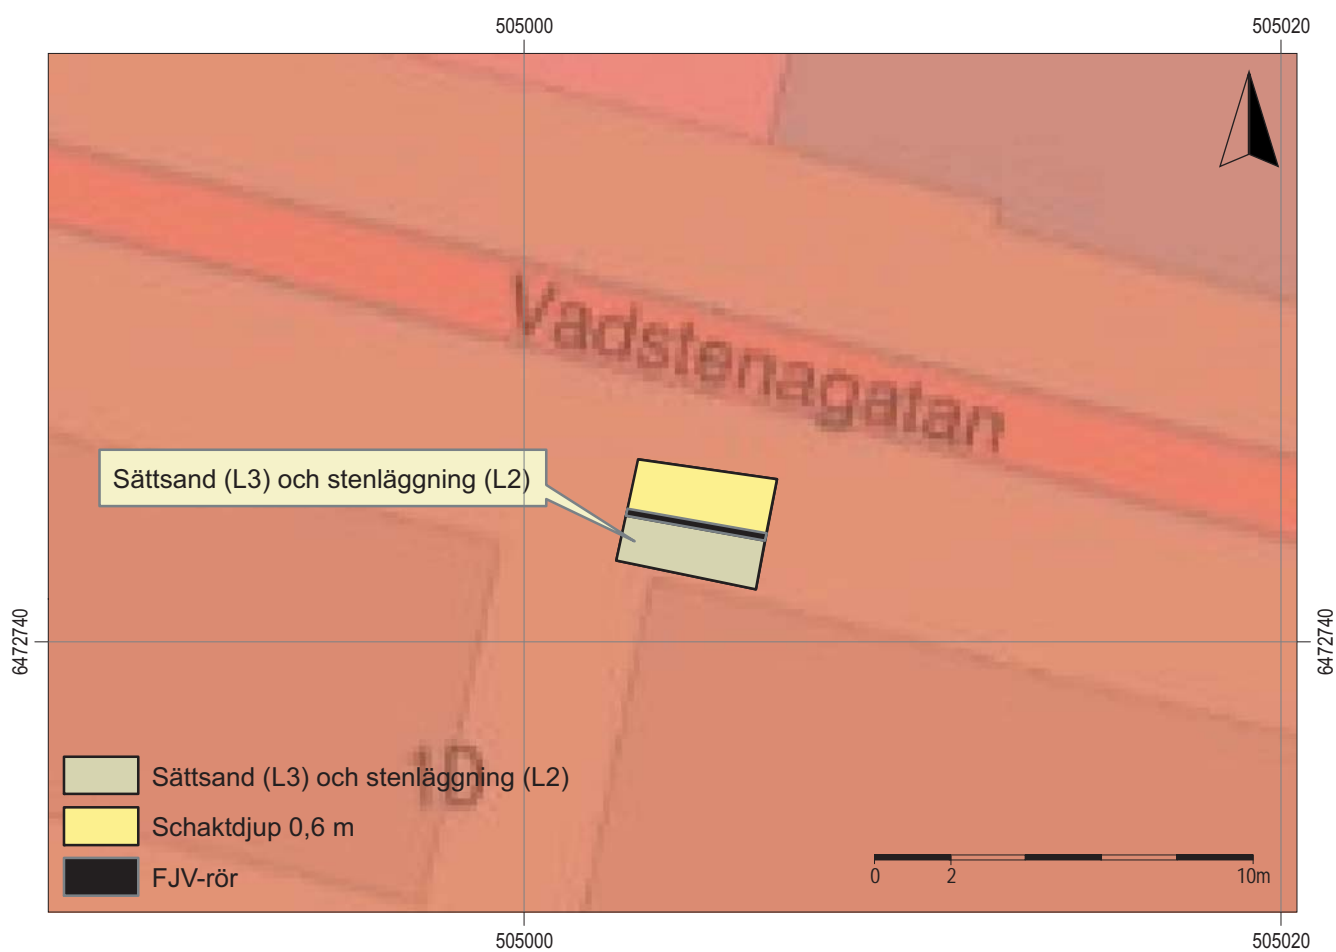 505000
505020
Vadstenagatan
Sättsand (L3) och stenläggning (L2)
6472740
6472740
1D
Sättsand (L3) och stenläggning (L2)
Schaktdjup 0,6 m
FJV-rör
0 2 10m
505000
505020